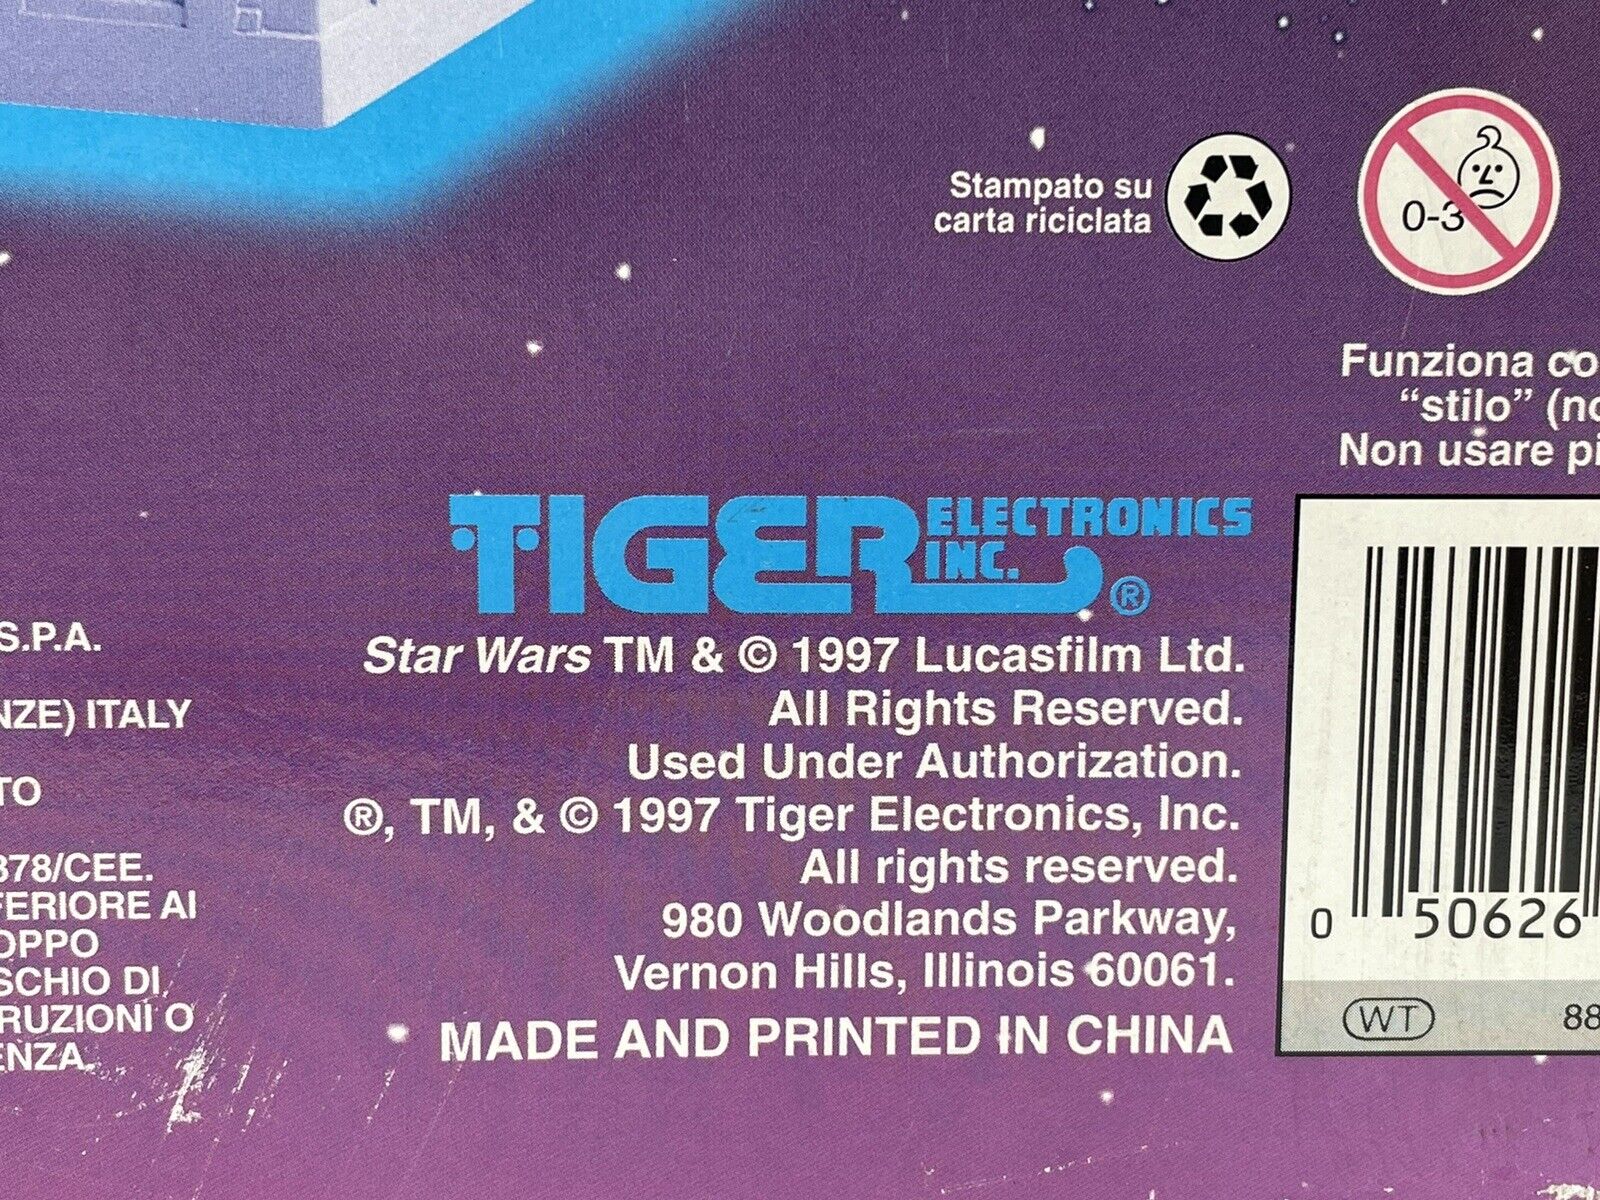 Stampato su
carta riciclata
0-3
Funziona co
“stilo” (no
Non usare pi
TIGER ELECTRONICS
INC. ®
Star Wars TM & © 1997 Lucasfilm Ltd.
All Rights Reserved.
Used Under Authorization.
®, TM, & © 1997 Tiger Electronics, Inc.
All rights reserved.
980 Woodlands Parkway,
Vernon Hills, Illinois 60061.
MADE AND PRINTED IN CHINA
S.P.A.
NZE) ITALY
TO
378/CEE.
FERIORE AI
OPPO
SCHIO DI
RUZIONI O
ENZA.
0 50626
WT 88